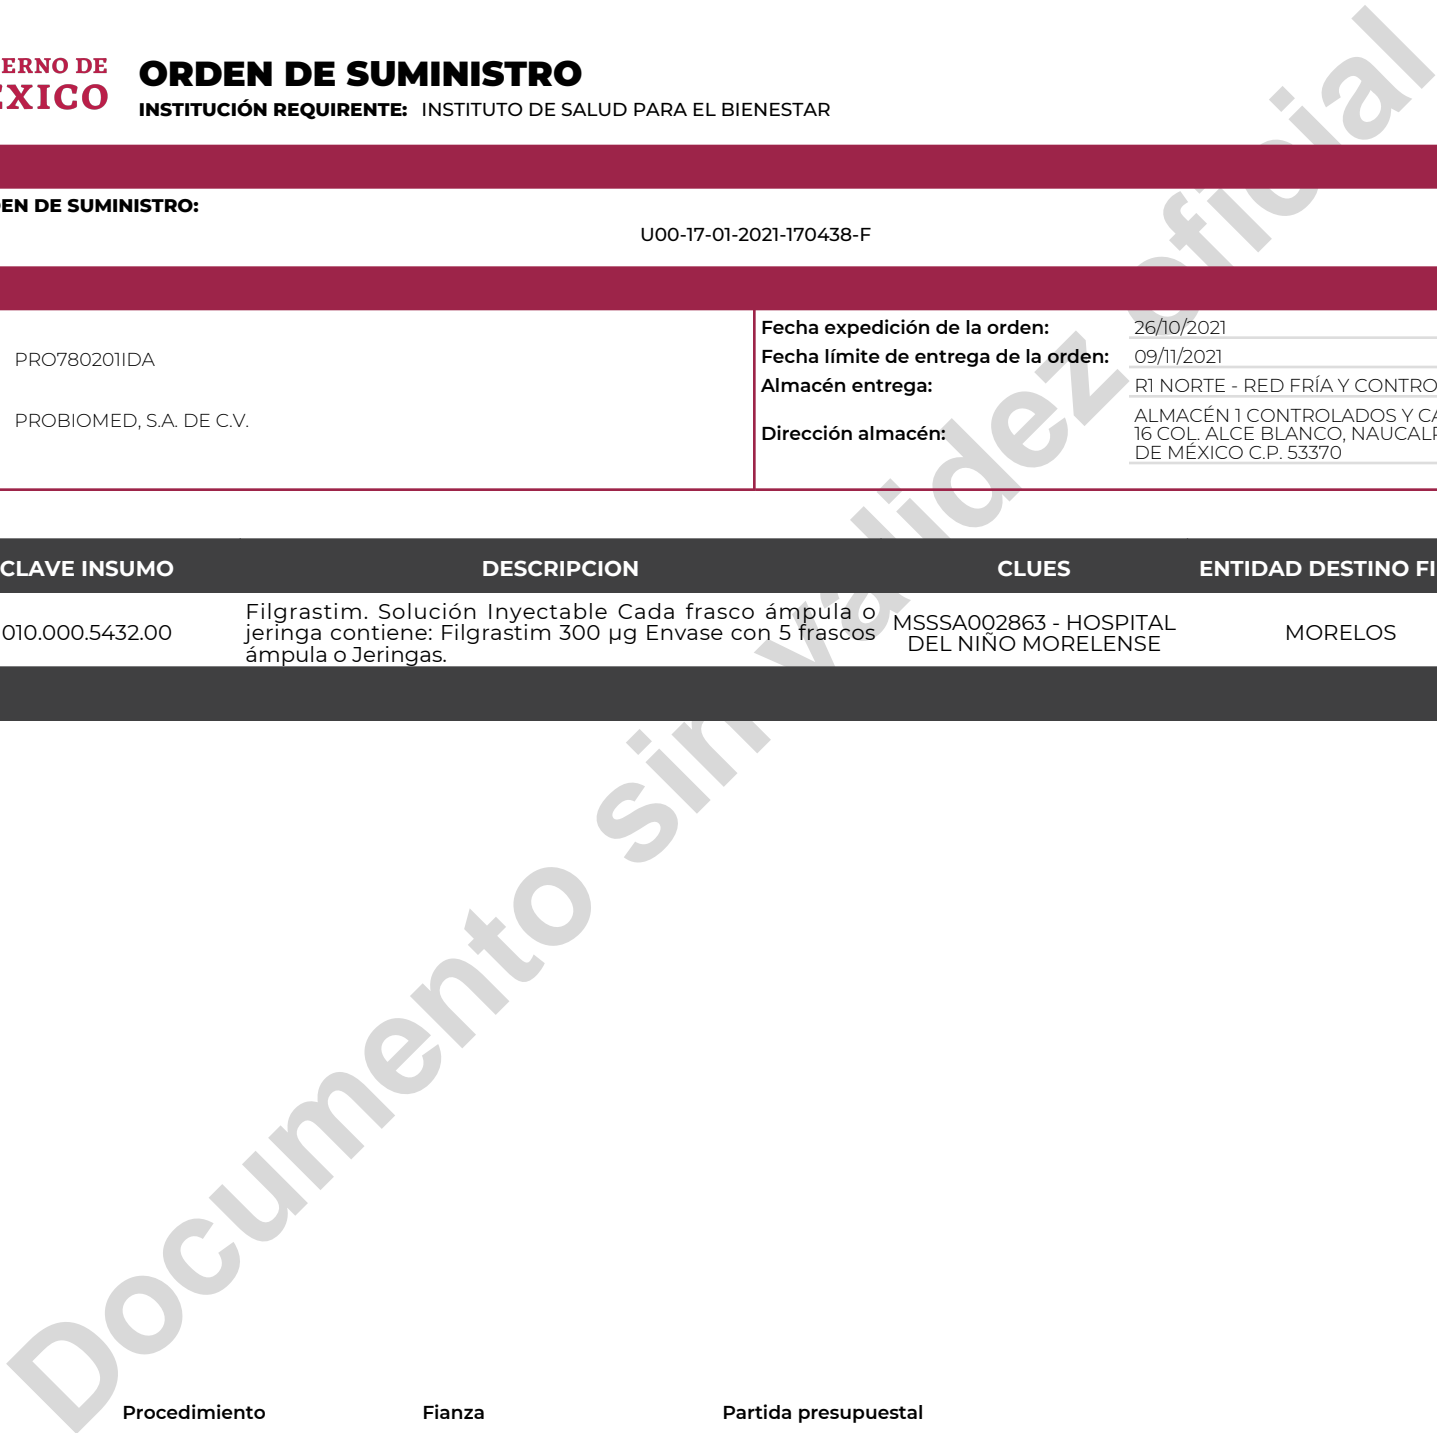 ERNO DE
ÉXICO
ORDEN DE SUMINISTRO
INSTITUCIÓN REQUIRENTE: INSTITUTO DE SALUD PARA EL BIENESTAR
EN DE SUMINISTRO:
U00-17-01-2021-170438-F
PRO780201IDA
PROBIOMED, S.A. DE C.V.
Fecha expedición de la orden: 26/10/2021
Fecha límite de entrega de la orden: 09/11/2021
Almacén entrega: R1 NORTE - RED FRÍA Y CONTRO
Dirección almacén: ALMACÉN 1 CONTROLADOS Y CA
16 COL. ALCE BLANCO, NAUCALP
DE MÉXICO C.P. 53370
CLAVE INSUMO DESCRIPCION CLUES ENTIDAD DESTINO FI
010.000.5432.00
Filgrastim. Solución Inyectable Cada frasco ámpula o
jeringa contiene: Filgrastim 300 µg Envase con 5 frascos
ámpula o Jeringas.
MSSSA002863 - HOSPITAL
DEL NIÑO MORELENSE
MORELOS
Documento sin validez oficial
Procedimiento Fianza Partida presupuestal